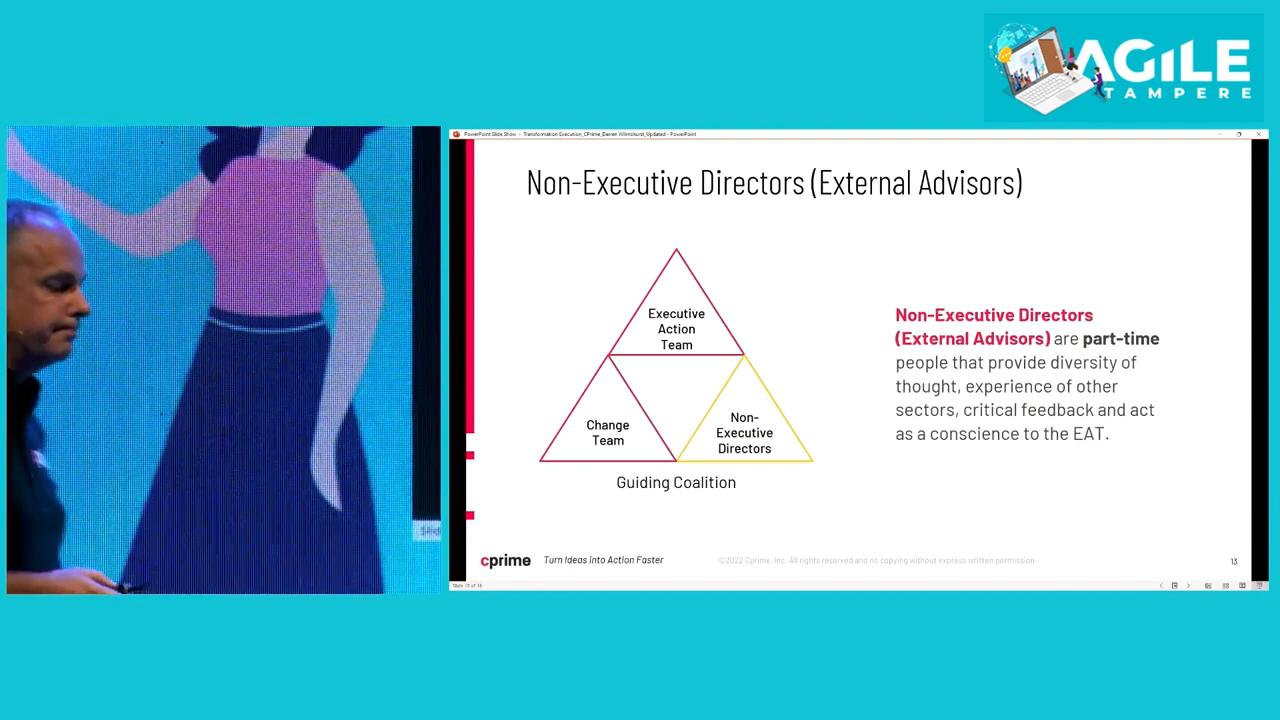 AGILE
TAMPERE
PowerPoint Slide Show - Transformation Execution_CPrime_Darren Wilmshurst_Updated - PowerPoint
Non-Executive Directors (External Advisors)
Executive
Action
Team
Change
Team
Non-
Executive
Directors
Guiding Coalition
Non-Executive Directors
(External Advisors) are part-time
people that provide diversity of
thought, experience of other
sectors, critical feedback and act
as a conscience to the EAT.
cprime
Turn Ideas into Action Faster
©2022 Cprime, Inc. All rights reserved and no copying without express written permission.
13